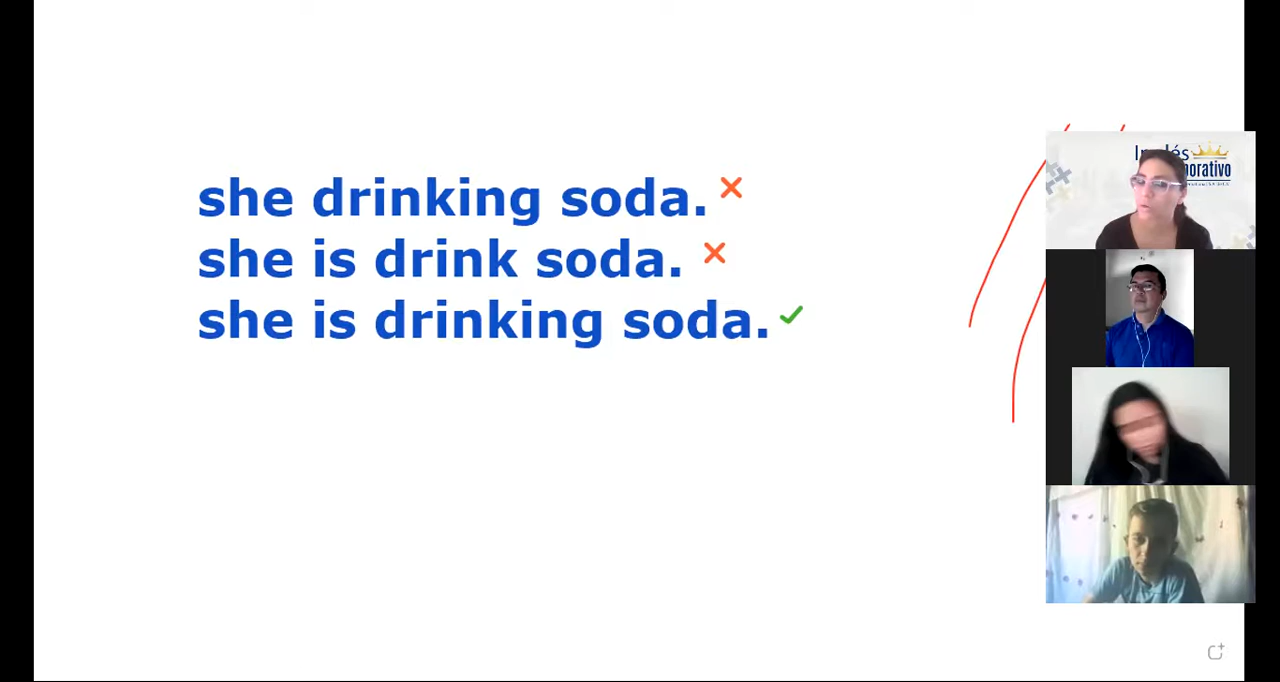 she drinking soda.
she is drink soda.
she is drinking soda.